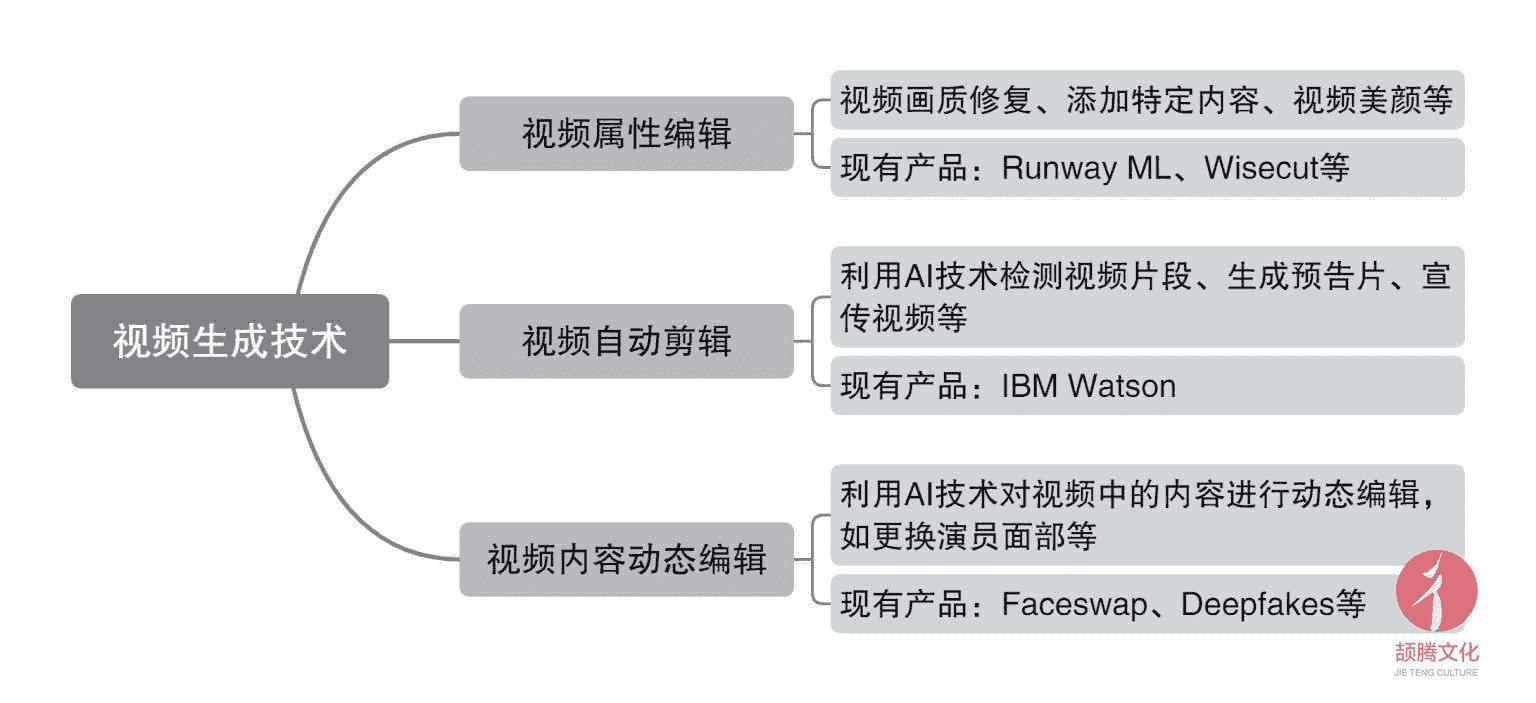 视频生成技术
视频属性编辑
视频画质修复、添加特定内容、视频美颜等
现有产品：Runway ML、Wisecut等
视频自动剪辑
利用AI技术检测视频片段、生成预告片、宣
传视频等
现有产品：IBM Watson
视频内容动态编辑
利用AI技术对视频中的内容进行动态编辑，
如更换演员面部等
现有产品：Faceswap、Deepfakes等
颉腾文化
JIE TENG CULTURE